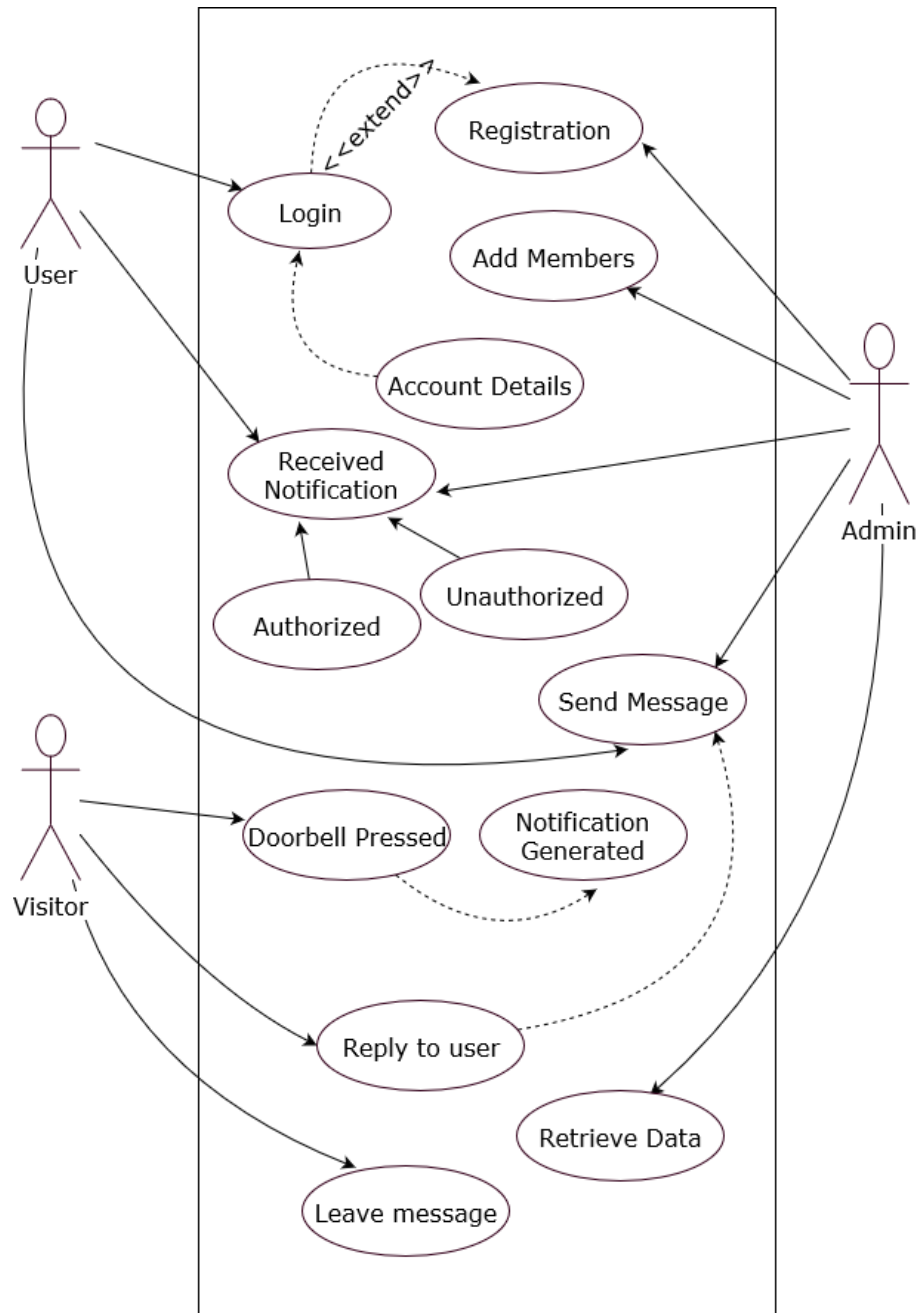 <<extend>>
Registration
Login
User
Add Members
Account Details
Received
Notification
Admin
Unauthorized
Authorized
Send Message
Doorbell Pressed
Notification
Generated
Visitor
Reply to user
Retrieve Data
Leave message